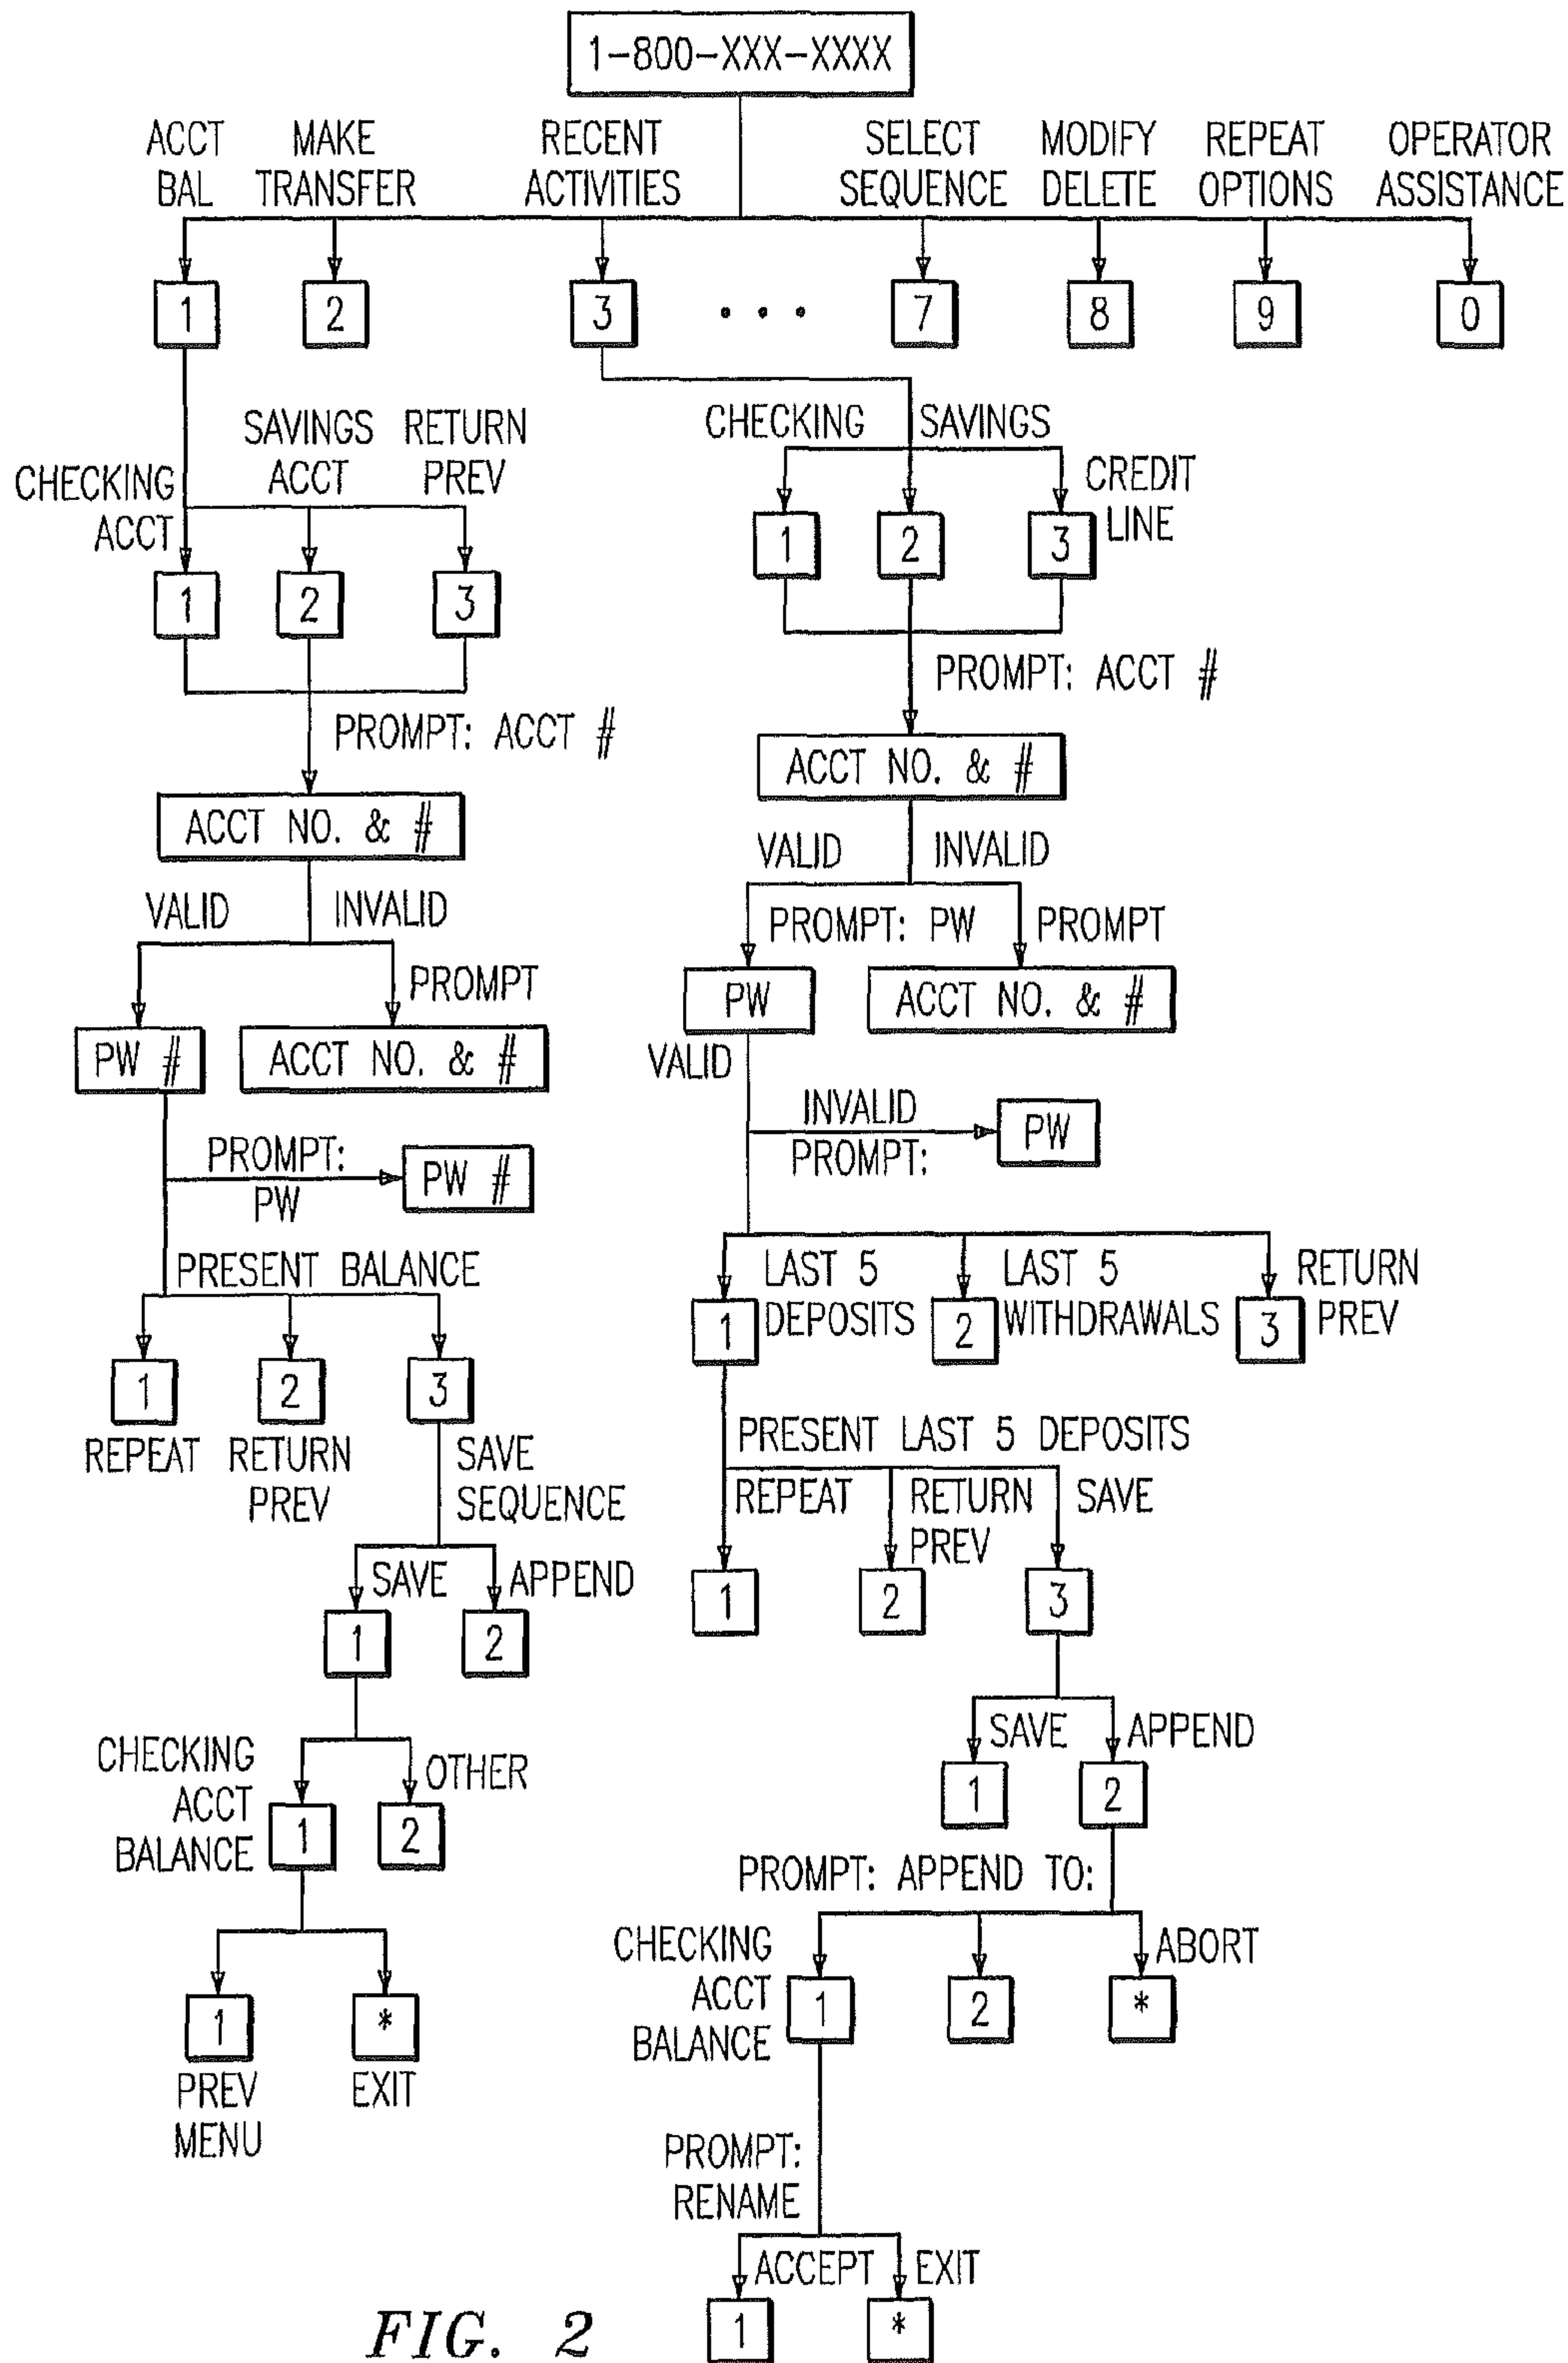 1-800-XXX-XXXX
ACCT BAL
MAKE TRANSFER
RECENT ACTIVITIES
SELECT SEQUENCE
MODIFY DELETE
REPEAT OPTIONS
OPERATOR ASSISTANCE
1
2
3
. . .
7
8
9
0
CHECKING ACCT
SAVINGS ACCT
RETURN PREV
1
2
3
PROMPT: ACCT #
ACCT NO. & #
VALID
INVALID
PROMPT
PW #
ACCT NO. & #
PROMPT:
PW
PW #
PRESENT BALANCE
1
2
3
REPEAT
RETURN PREV
SAVE SEQUENCE
SAVE
APPEND
1
2
CHECKING ACCT BALANCE
OTHER
1
2
1
*
PREV MENU
EXIT
CHECKING
SAVINGS
CREDIT LINE
1
2
3
PROMPT: ACCT #
ACCT NO. & #
VALID
INVALID
PROMPT: PW
PROMPT
PW
ACCT NO. & #
VALID
INVALID
PROMPT:
PW
LAST 5 DEPOSITS
LAST 5 WITHDRAWALS
RETURN PREV
1
2
3
PRESENT LAST 5 DEPOSITS
REPEAT
RETURN PREV
SAVE
1
2
3
SAVE
APPEND
1
2
PROMPT: APPEND TO:
CHECKING ACCT BALANCE
ABORT
1
2
*
PROMPT: RENAME
ACCEPT
EXIT
1
*
FIG. 2